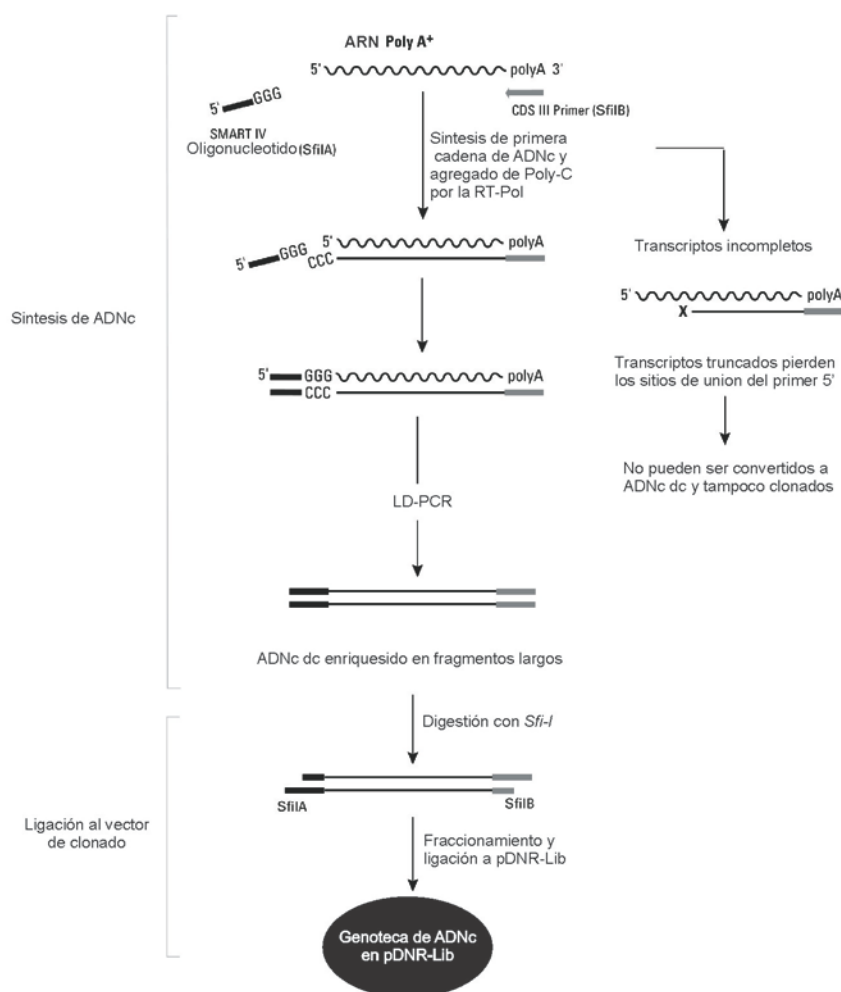 ARN Poly A+
5' polyA 3'
5' GGG
CDS III Primer (SfiIB)
SMART IV
Oligonucleotido (SfiIA)
Sintesis de primera
cadena de ADNc y
agregado de Poly-C
por la RT-Pol
Transcriptos incompletos
5' polyA
5' GGG CCC
5' polyA
X
Sintesis de ADNc
Transcriptos truncados pierden
los sitios de union del primer 5'
5' GGG polyA
CCC
No pueden ser convertidos a
ADNc dc y tampoco clonados
LD-PCR
ADNc dc enriquesido en fragmentos largos
Digestión con Sfi-I
SfiIA SfiIB
Ligación al vector
de clonado
Fraccionamiento y
ligación a pDNR-Lib
Genoteca de ADNc
en pDNR-Lib